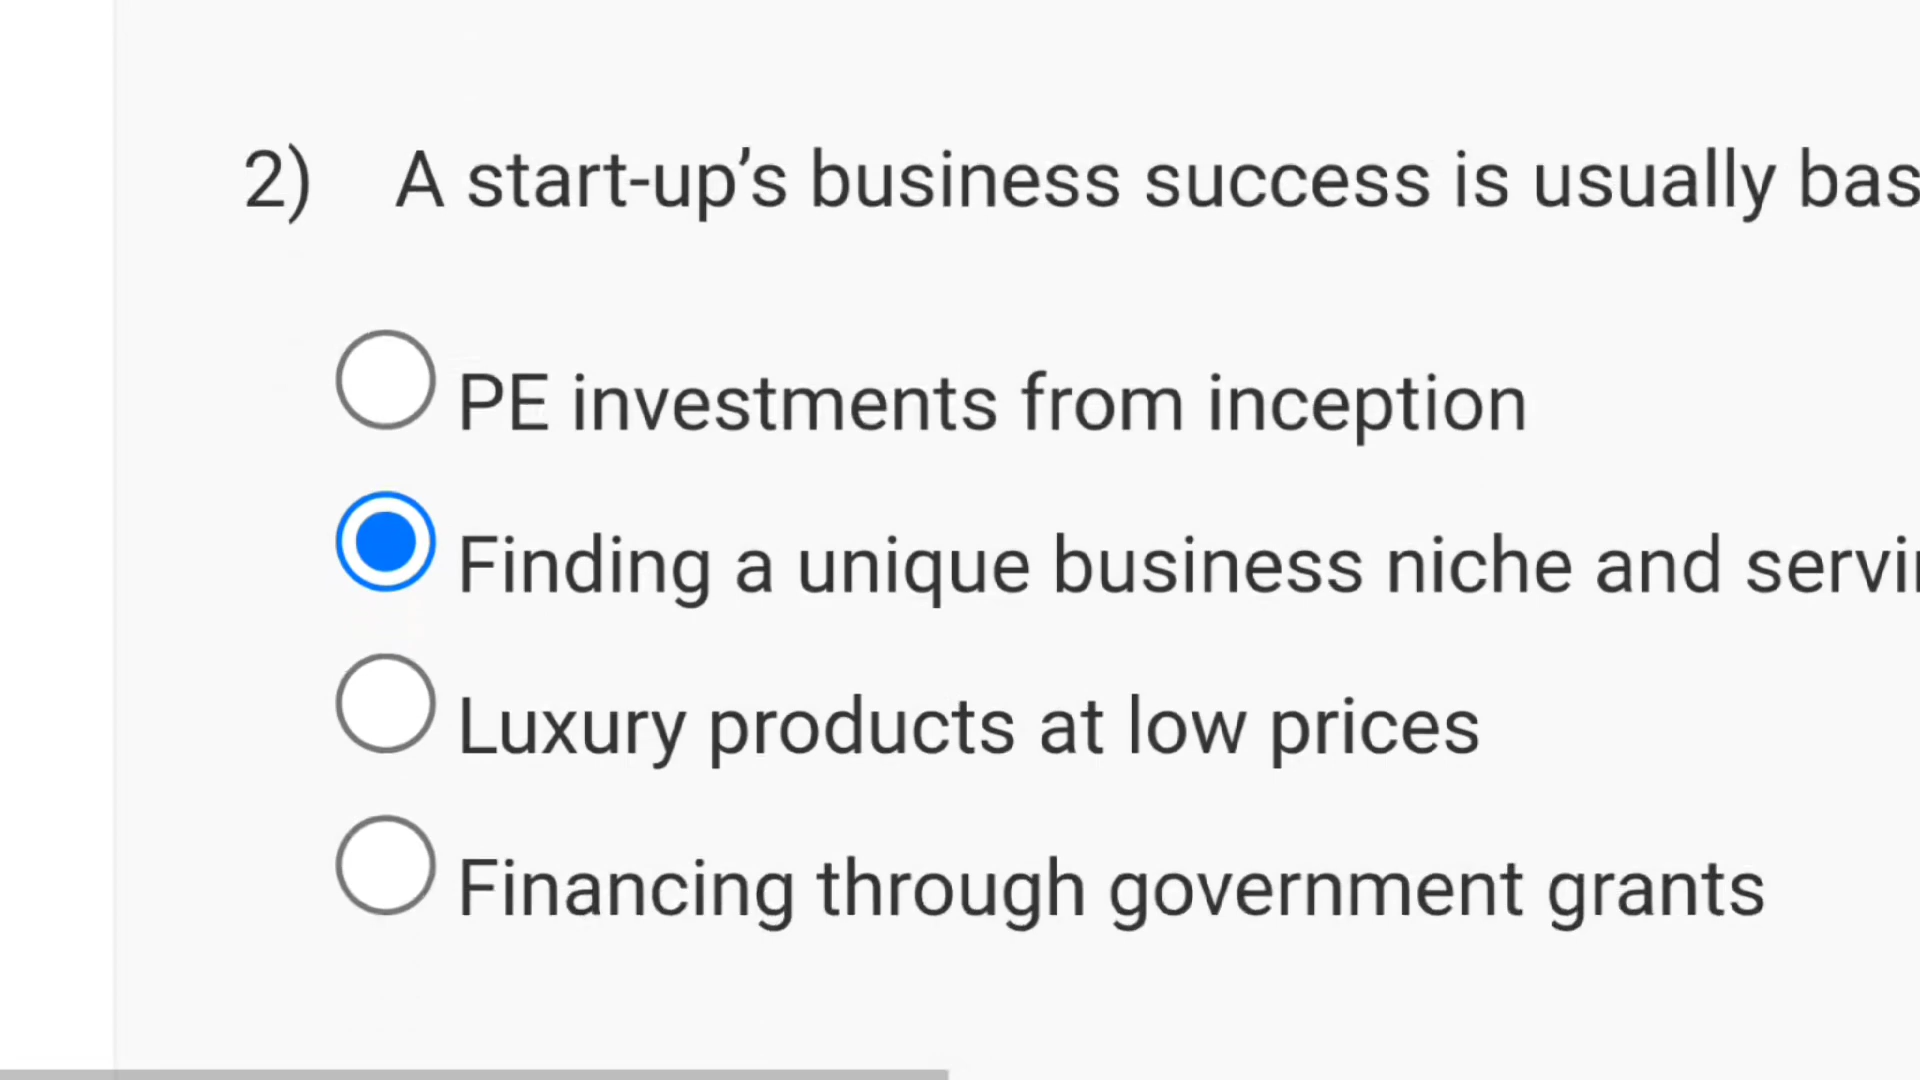 2) A start-up’s business success is usually bas
PE investments from inception
Finding a unique business niche and servi
Luxury products at low prices
Financing through government grants